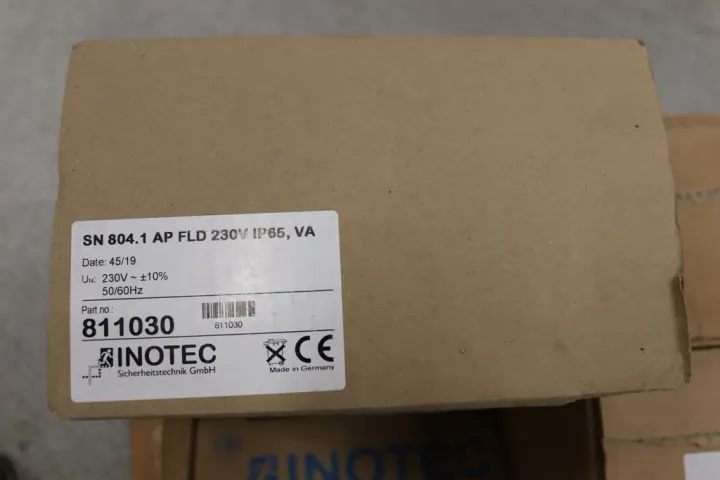 SN 804.1 AP FLD 230V IP65, VA
Date: 45/19
UN: 230V ~ ±10%
50/60Hz
Part no.:
811030
811030
INOTEC
Sicherheitstechnik GmbH
CE
Made in Germany
INOTEC